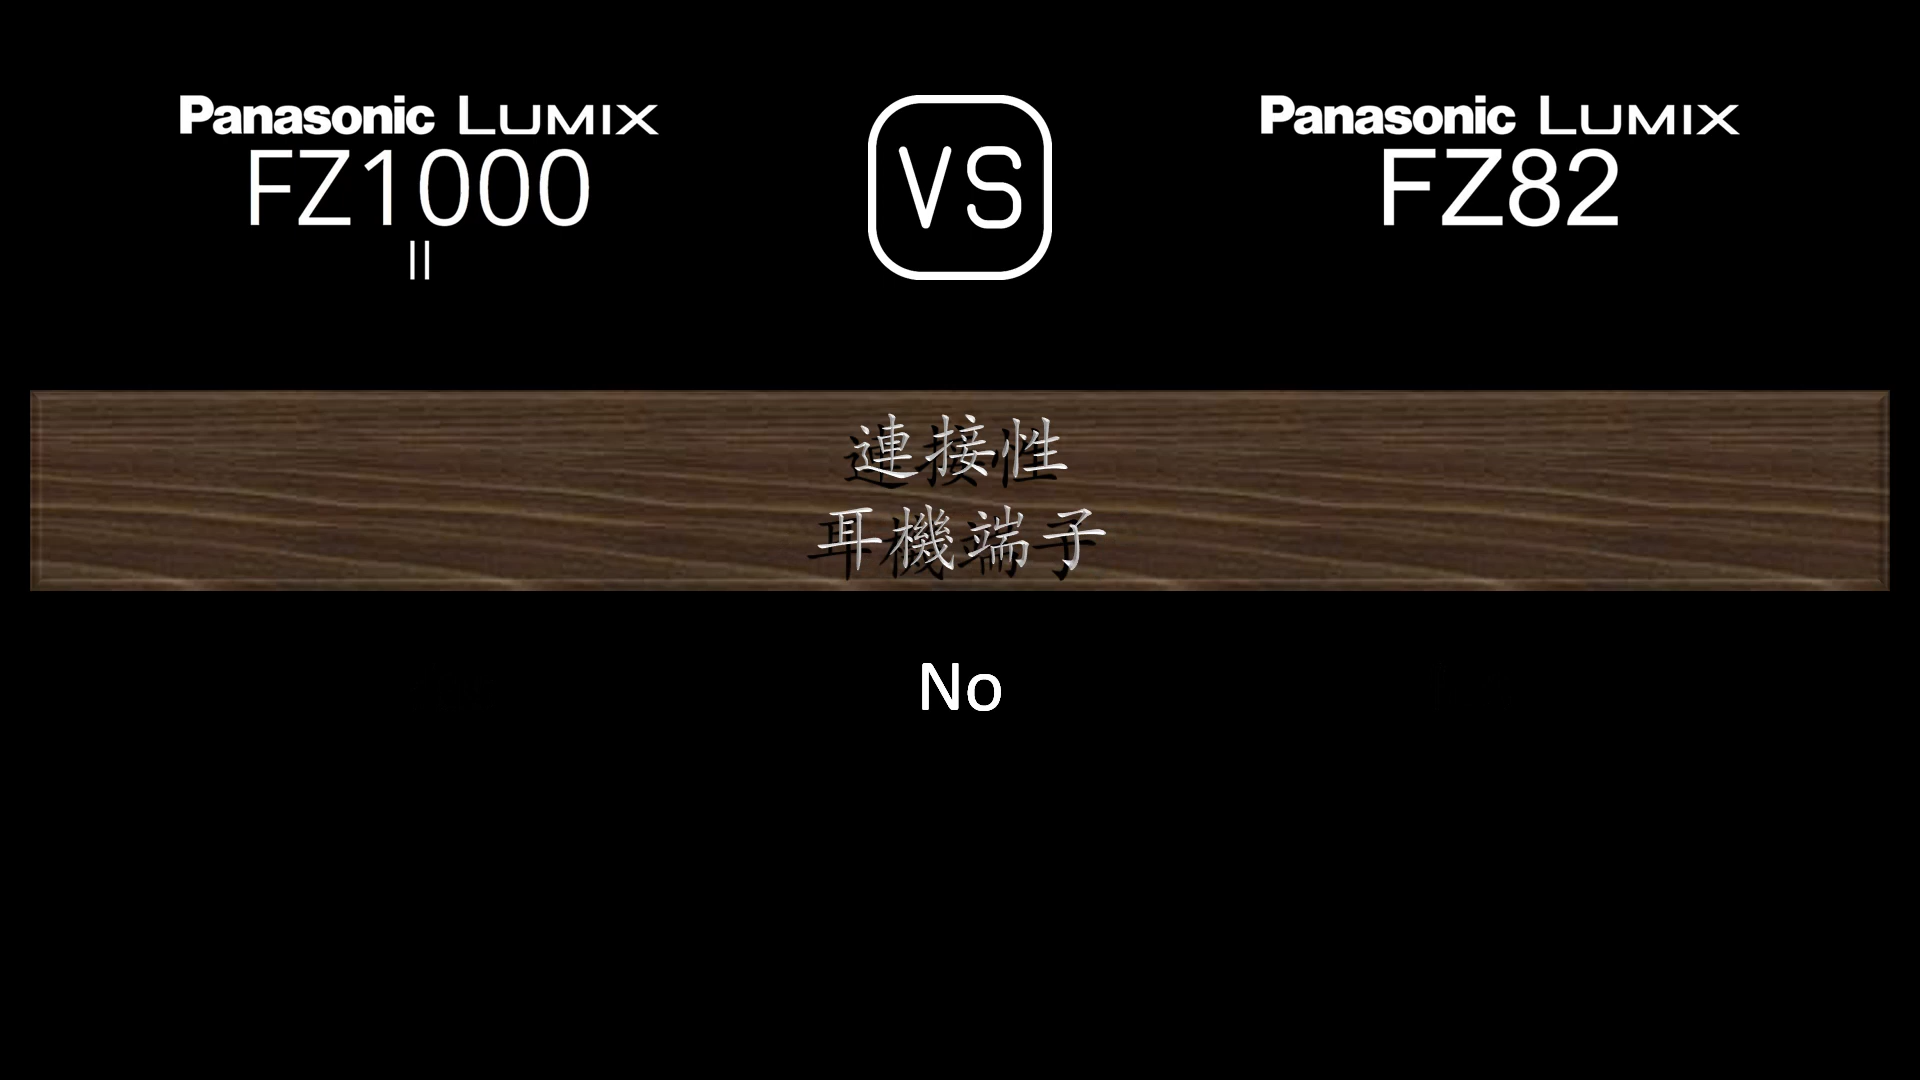 Panasonic LUMIX
FZ1000
II
VS
Panasonic LUMIX
FZ82
連接性
耳機端子
No